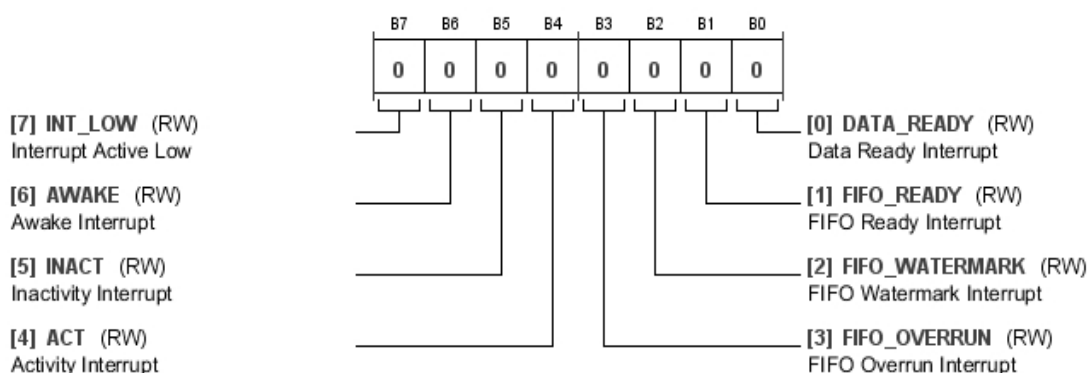 B7 B6 B5 B4 B3 B2 B1 B0
0 0 0 0 0 0 0 0
[7] INT_LOW (RW)
Interrupt Active Low
[6] AWAKE (RW)
Awake Interrupt
[5] INACT (RW)
Inactivity Interrupt
[4] ACT (RW)
Activity Interrupt
[0] DATA_READY (RW)
Data Ready Interrupt
[1] FIFO_READY (RW)
FIFO Ready Interrupt
[2] FIFO_WATERMARK (RW)
FIFO Watermark Interrupt
[3] FIFO_OVERRUN (RW)
FIFO Overrun Interrupt